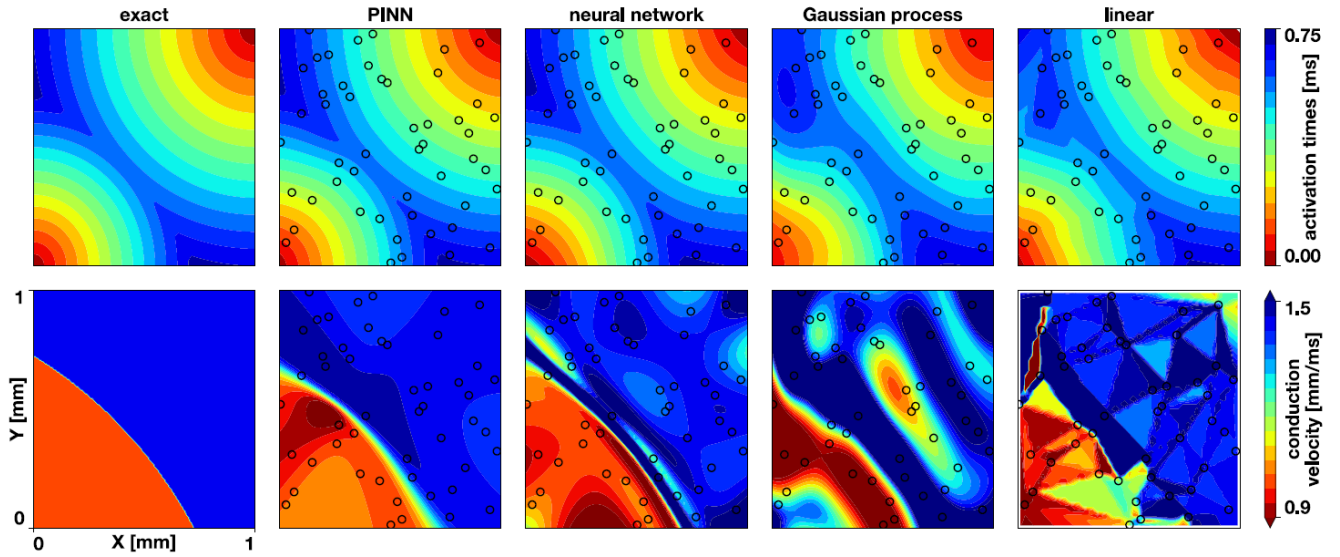 exact
PINN
neural network
Gaussian process
linear
0.75
activation times [ms]
0.00
1
Y [mm]
0
0
X [mm]
1
1.5
conduction
velocity [mm/ms]
0.9